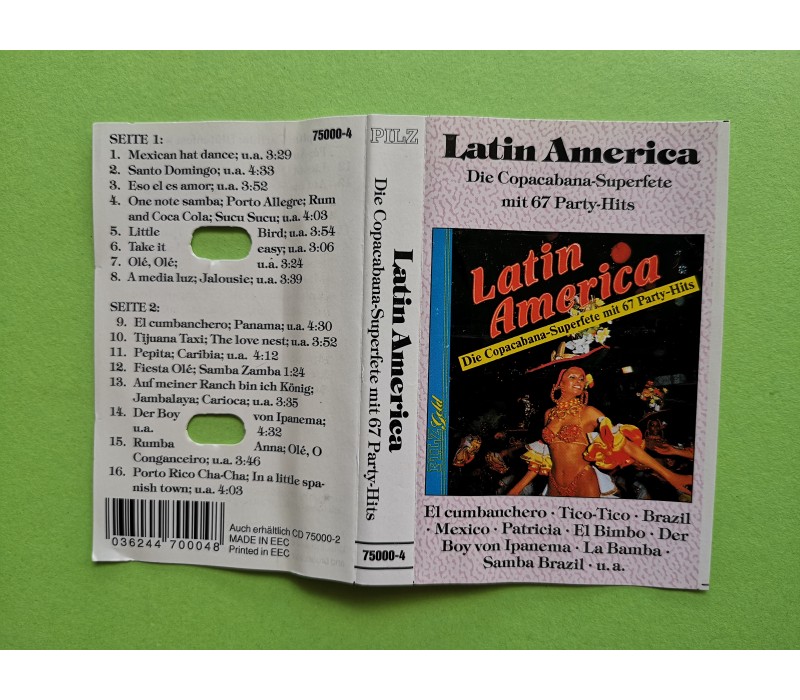 SEITE 1:
75000-4
1. Mexican hat dance; u.a. 3:29
2. Santo Domingo; u.a. 4:33
3. Eso el es amor; u.a. 3:52
4. One note samba; Porto Allegre; Rum
and Coca Cola; Sucu Sucu; u.a. 4:03
5. Little Bird; u.a. 3:54
6. Take it easy; u.a. 3:06
7. Olé, Olé; u.a. 3:24
8. A media luz; Jalousie; u.a. 3:39
SEITE 2:
9. El cumbanchero; Panama; u.a. 4:30
10. Tijuana Taxi; The love nest; u.a. 3:52
11. Pepita; Caribia; u.a. 4:12
12. Fiesta Olé; Samba Zamba 1:24
13. Auf meiner Ranch bin ich König;
Jambalaya; Carioca; u.a. 3:35
14. Der Boy von Ipanema;
u.a. 4:32
15. Rumba Anna; Olé, O
Conganceiro; u.a. 3:46
16. Porto Rico Cha-Cha; In a little spa-
nish town; u.a. 4:03
036244 700048
Auch erhältlich CD 75000-2
MADE IN EEC
Printed in EEC
PILZ
Latin America
Die Copacabana-Superfete mit 67 Party-Hits
75000-4
Latin America
Die Copacabana-Superfete
mit 67 Party-Hits
Latin
America
Die Copacabana-Superfete mit 67 Party-Hits
El cumbanchero · Tico-Tico · Brazil
· Mexico · Patricia · El Bimbo · Der
Boy von Ipanema · La Bamba ·
Samba Brazil · u.a.